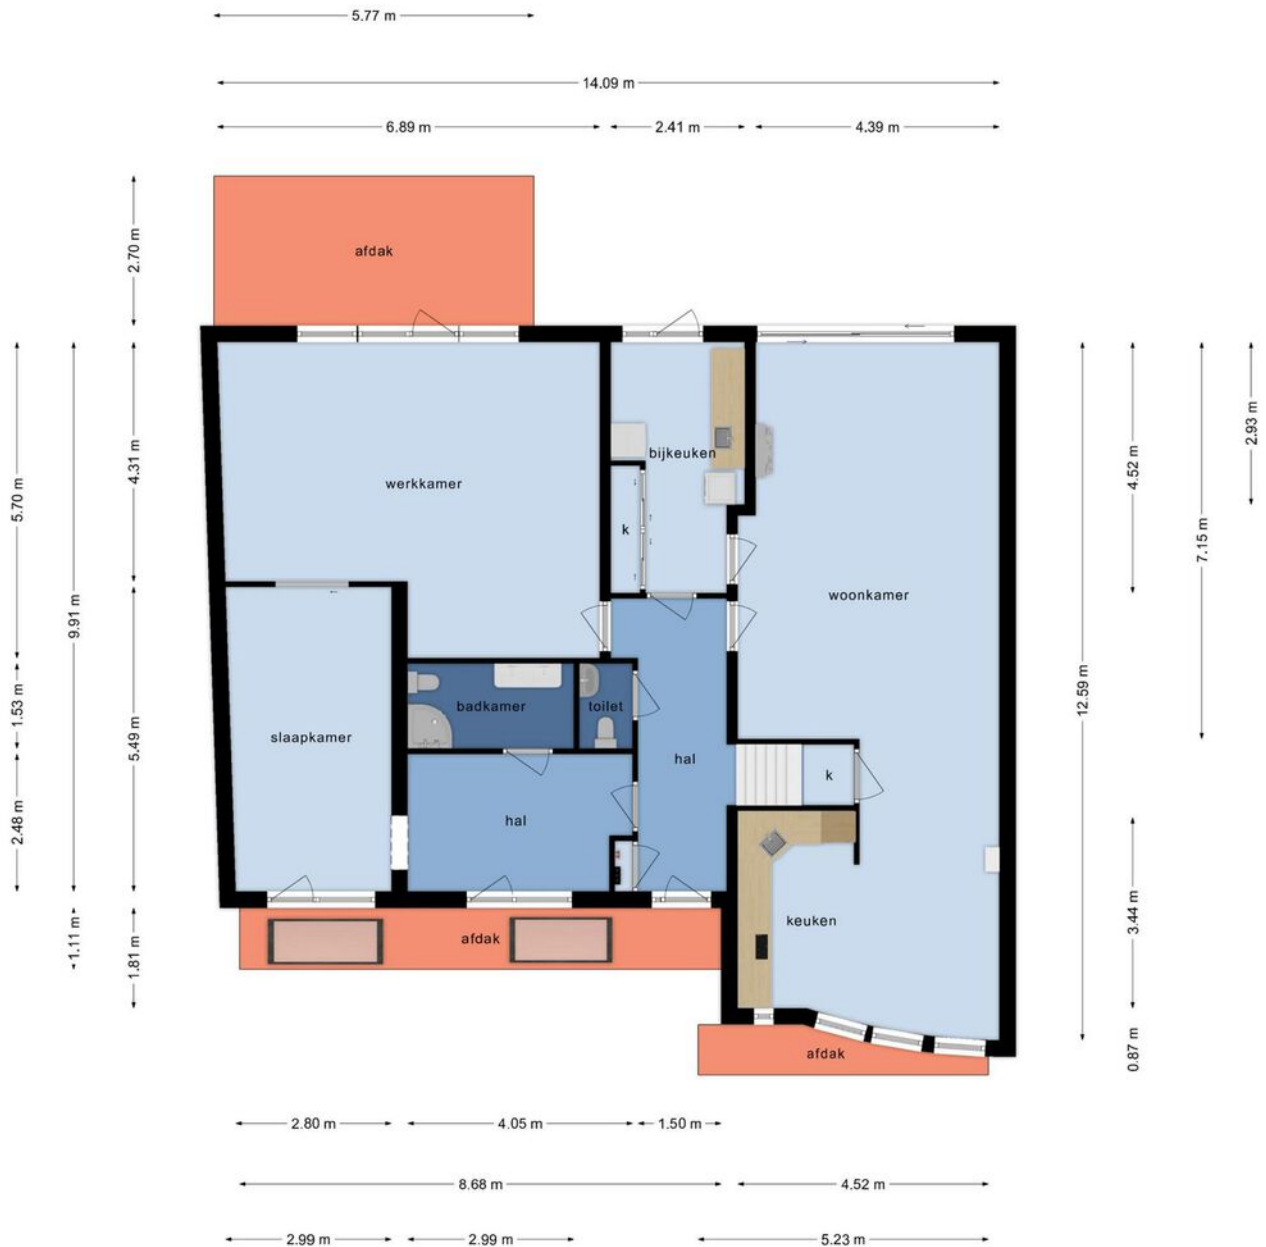 5.77 m
14.09 m
6.89 m
2.41 m
4.39 m
2.70 m
afdak
5.70 m
9.91 m
4.31 m
werkkamer
bijkeuken
k
4.52 m
7.15 m
2.93 m
woonkamer
12.59 m
1.53 m
2.48 m
5.49 m
slaapkamer
badkamer
toilet
hal
k
hal
keuken
3.44 m
1.11 m
1.81 m
afdak
afdak
0.87 m
2.80 m
4.05 m
1.50 m
8.68 m
4.52 m
2.99 m
2.99 m
5.23 m